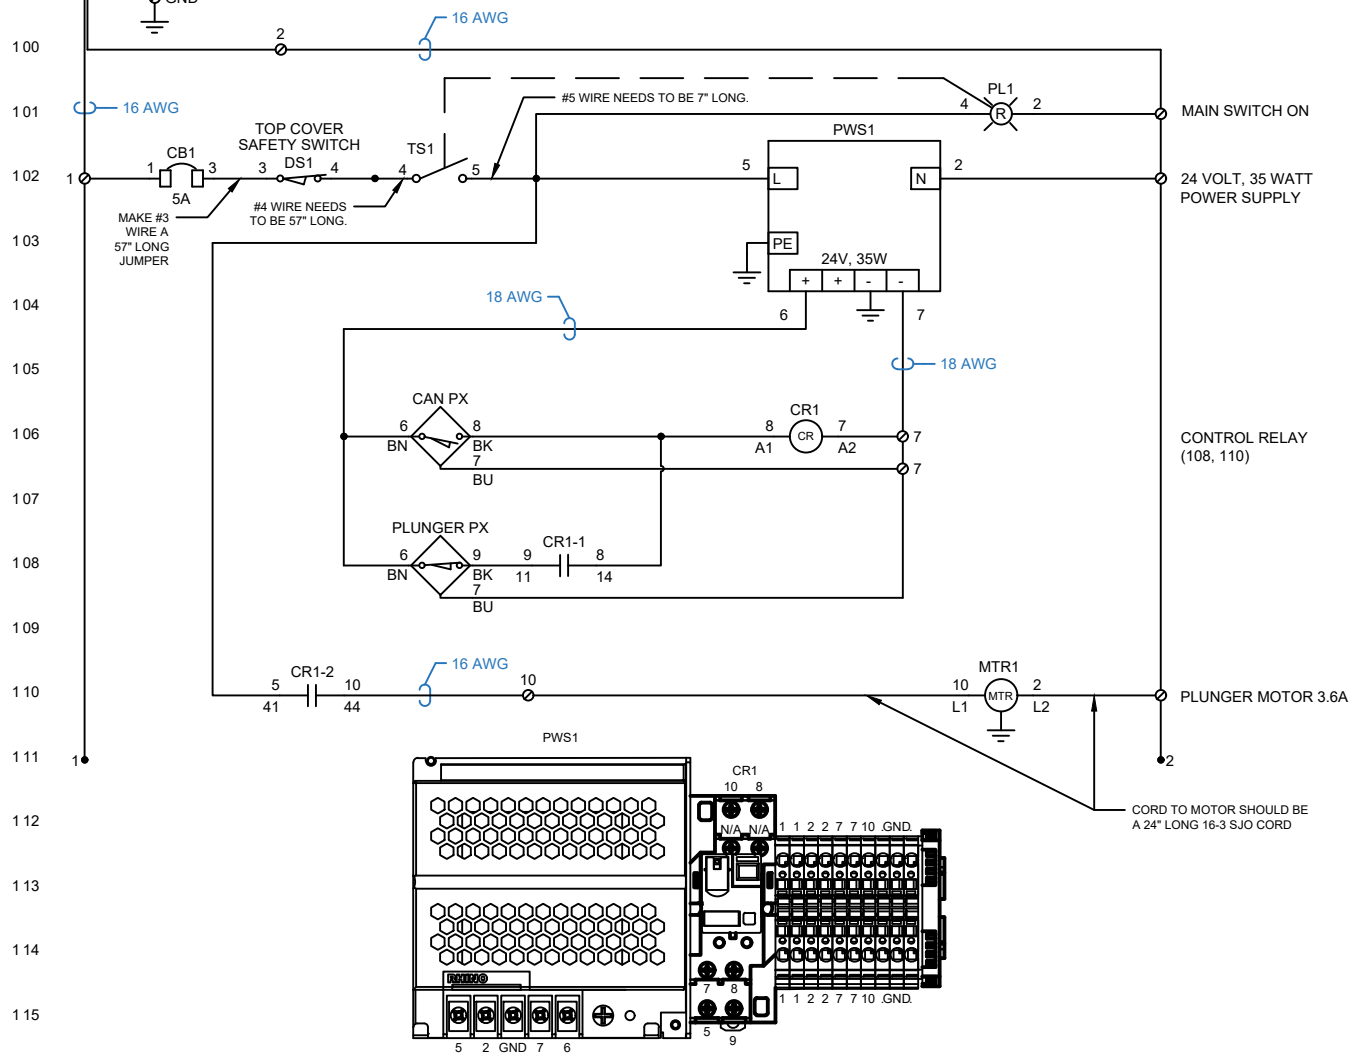 GND
16 AWG
100
2
101
16 AWG
#5 WIRE NEEDS TO BE 7" LONG.
PL1
4
R
2
MAIN SWITCH ON
TOP COVER
SAFETY SWITCH
DS1
TS1
PWS1
CB1
102
1
1
3
3
4
4
5
5
L
N
2
24 VOLT, 35 WATT
POWER SUPPLY
5A
MAKE #3
WIRE A
57" LONG
JUMPER
#4 WIRE NEEDS
TO BE 57" LONG.
103
PE
24V, 35W
+ + - -
104
18 AWG
6
7
105
18 AWG
CAN PX
CR1
106
6
8
8
CR
7
7
BN
BK
A1
A2
7
BU
7
CONTROL RELAY
(108, 110)
107
PLUNGER PX
CR1-1
108
6
9
9
8
BN
BK
11
14
7
BU
109
CR1-2
16 AWG
MTR1
110
5
10
10
10
MTR
2
PLUNGER MOTOR 3.6A
41
44
L1
L2
PWS1
111
1
2
CR1
10 8
112
N/A N/A
1 1 2 2 7 7 10 .GND.
CORD TO MOTOR SHOULD BE
A 24" LONG 16-3 SJO CORD
113
114
RHINO
7 8
1 1 2 2 7 7 10 .GND.
115
5
9
5 2 GND 7 6